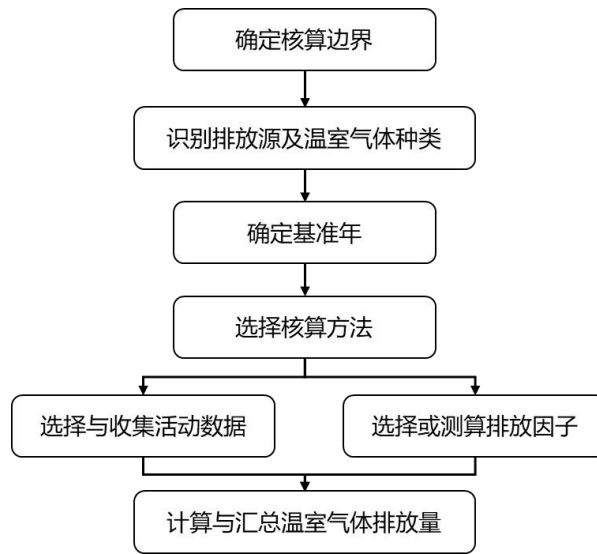 确定核算边界
识别排放源及温室气体种类
确定基准年
选择核算方法
选择与收集活动数据
选择或测算排放因子
计算与汇总温室气体排放量